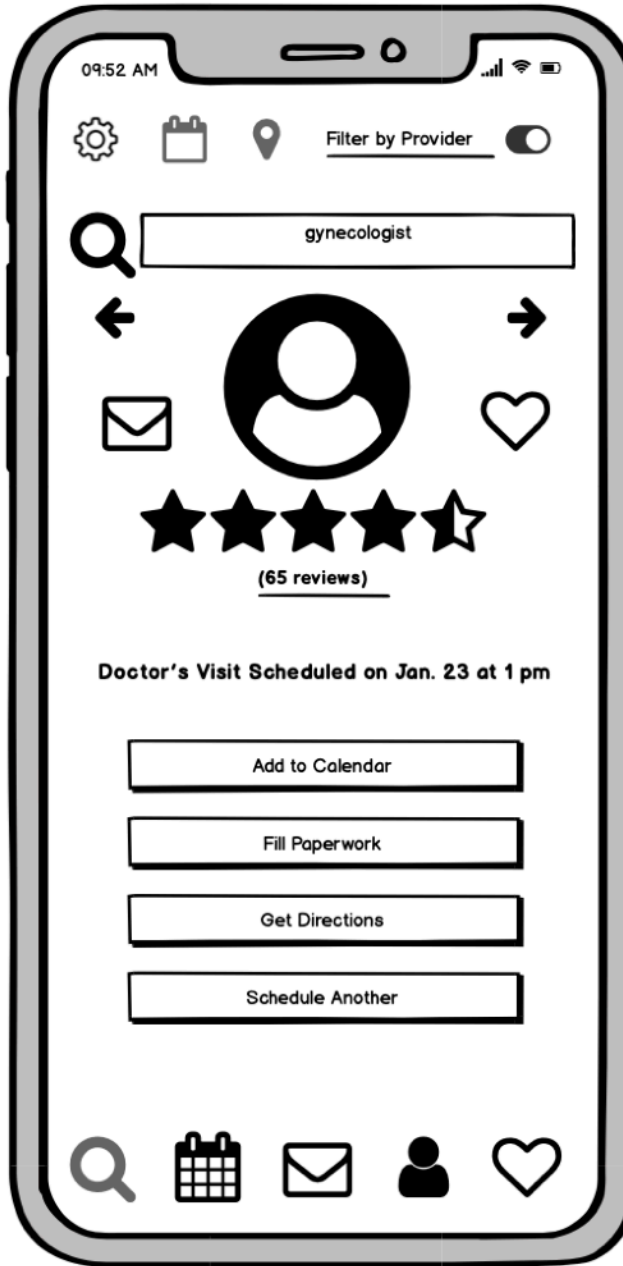 09:52 AM
Filter by Provider
gynecologist
(65 reviews)
Doctor's Visit Scheduled on Jan. 23 at 1 pm
Add to Calendar
Fill Paperwork
Get Directions
Schedule Another